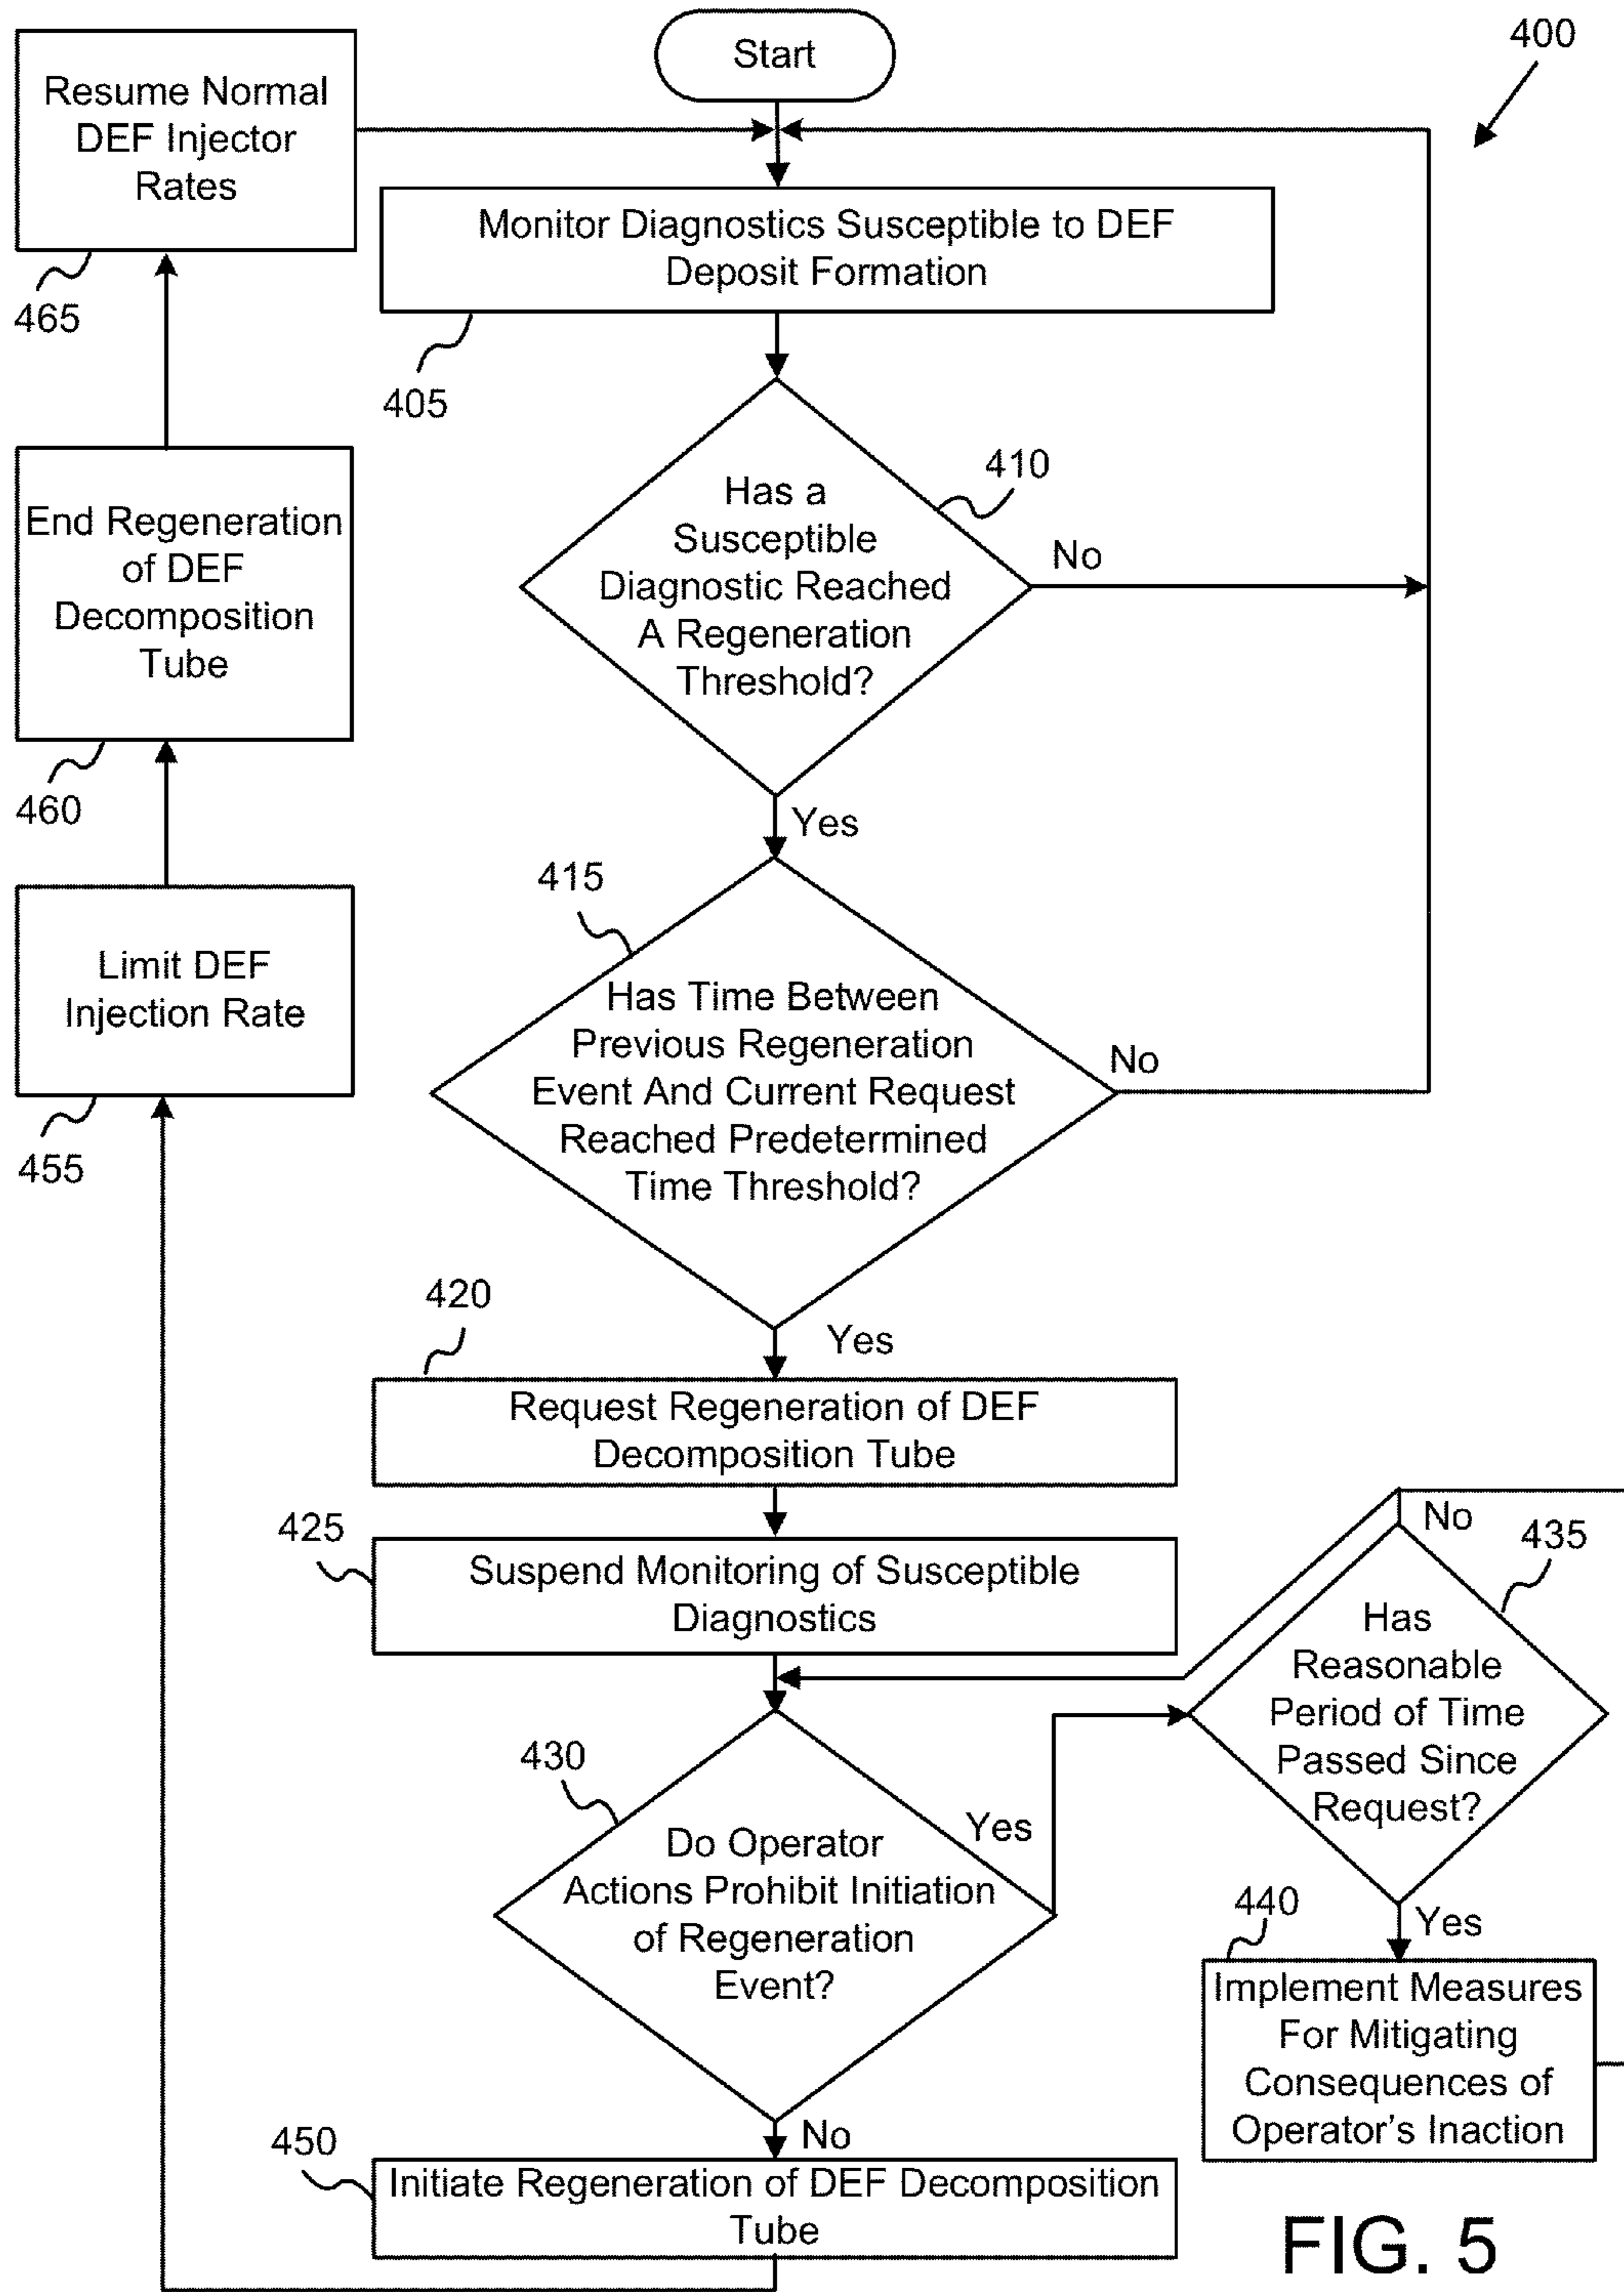 Start
400
Resume Normal
DEF Injector
Rates
465
Monitor Diagnostics Susceptible to DEF
Deposit Formation
405
Has a
Susceptible
Diagnostic Reached
A Regeneration
Threshold?
410
No
Yes
End Regeneration
of DEF
Decomposition
Tube
460
415
Has Time Between
Previous Regeneration
Event And Current Request
Reached Predetermined
Time Threshold?
No
Yes
Limit DEF
Injection Rate
455
420
Request Regeneration of DEF
Decomposition Tube
425
Suspend Monitoring of Susceptible
Diagnostics
No
435
Has
Reasonable
Period of Time
Passed Since
Request?
430
Do Operator
Actions Prohibit Initiation
of Regeneration
Event?
Yes
440
Yes
Implement Measures
For Mitigating
Consequences of
Operator's Inaction
No
450
Initiate Regeneration of DEF Decomposition
Tube
FIG. 5